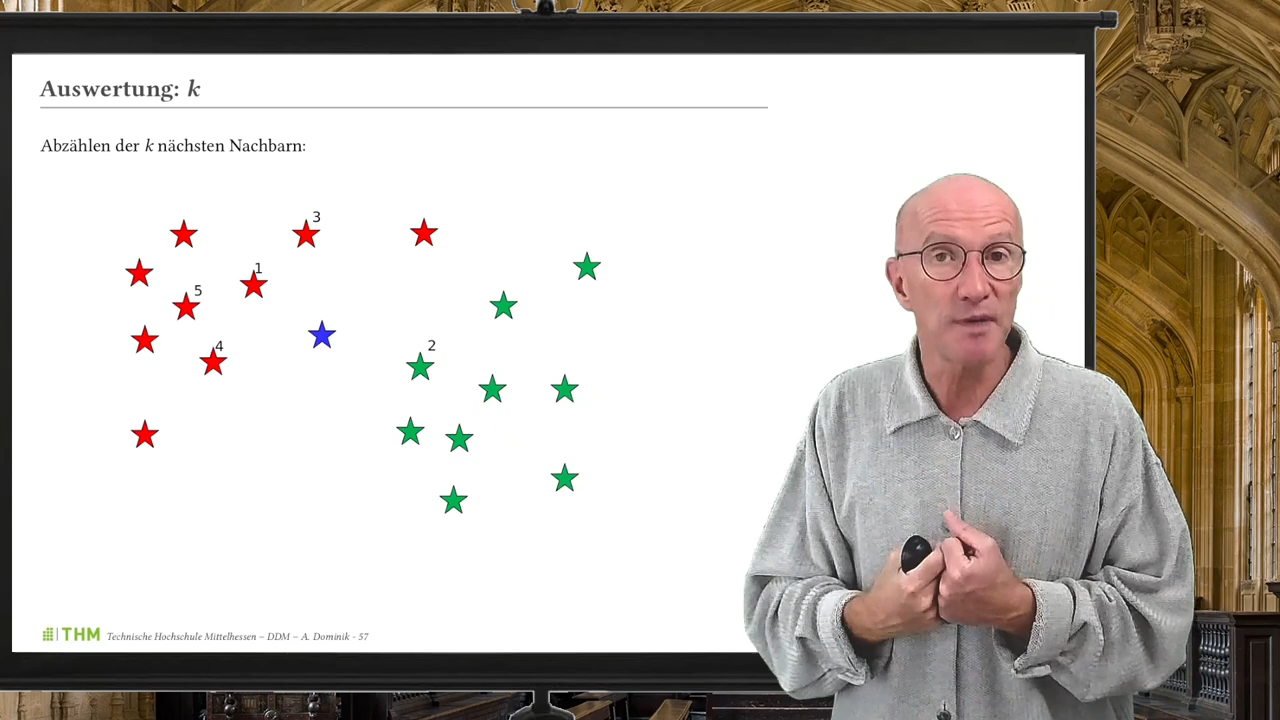 Auswertung: k
Abzählen der k nächsten Nachbarn:
3
1
5
4
2
THM Technische Hochschule Mittelhessen – DDM – A. Dominik - 57